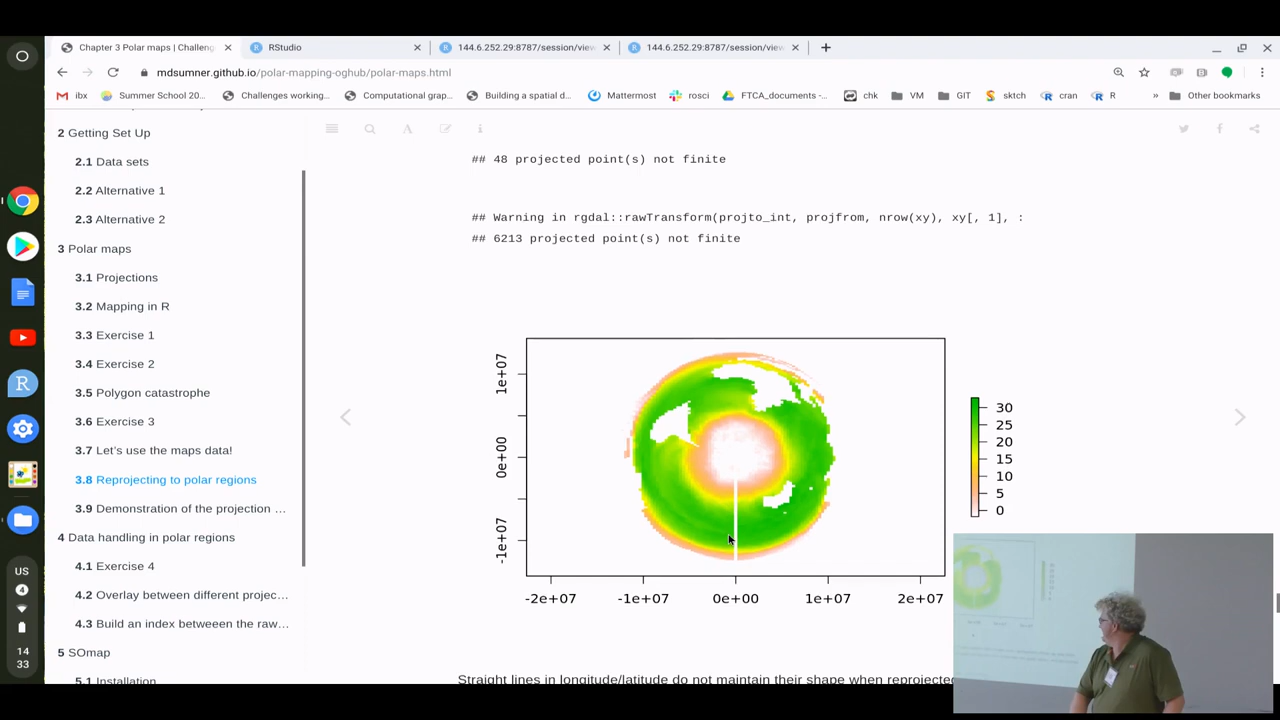 Chapter 3 Polar maps | Challeng
RStudio
144.6.252.29:8787/session/view
144.6.252.29:8787/session/view
mdsumner.github.io/polar-mapping-oghub/polar-maps.html
ibx
Summer School 20...
Challenges working...
Computational grap...
Building a spatial d...
Mattermost
rosci
FTCA_documents -...
chk
VM
GIT
sktch
cran
R
»
Other bookmarks
2 Getting Set Up
2.1 Data sets
2.2 Alternative 1
2.3 Alternative 2
3 Polar maps
3.1 Projections
3.2 Mapping in R
3.3 Exercise 1
3.4 Exercise 2
3.5 Polygon catastrophe
3.6 Exercise 3
3.7 Let's use the maps data!
3.8 Reprojecting to polar regions
3.9 Demonstration of the projection ...
4 Data handling in polar regions
4.1 Exercise 4
4.2 Overlay between different projec...
4.3 Build an index betweeen the raw...
5 SOmap
5.1 Installation
## 48 projected point(s) not finite
## Warning in rgdal::rawTransform(projto_int, projfrom, nrow(xy), xy[, 1], :
## 6213 projected point(s) not finite
1e+07
0e+00
-1e+07
-2e+07
-1e+07
0e+00
1e+07
2e+07
30
25
20
15
10
5
0
Straight lines in longitude/latitude do not maintain their shape when reprojected
US
4
14
33